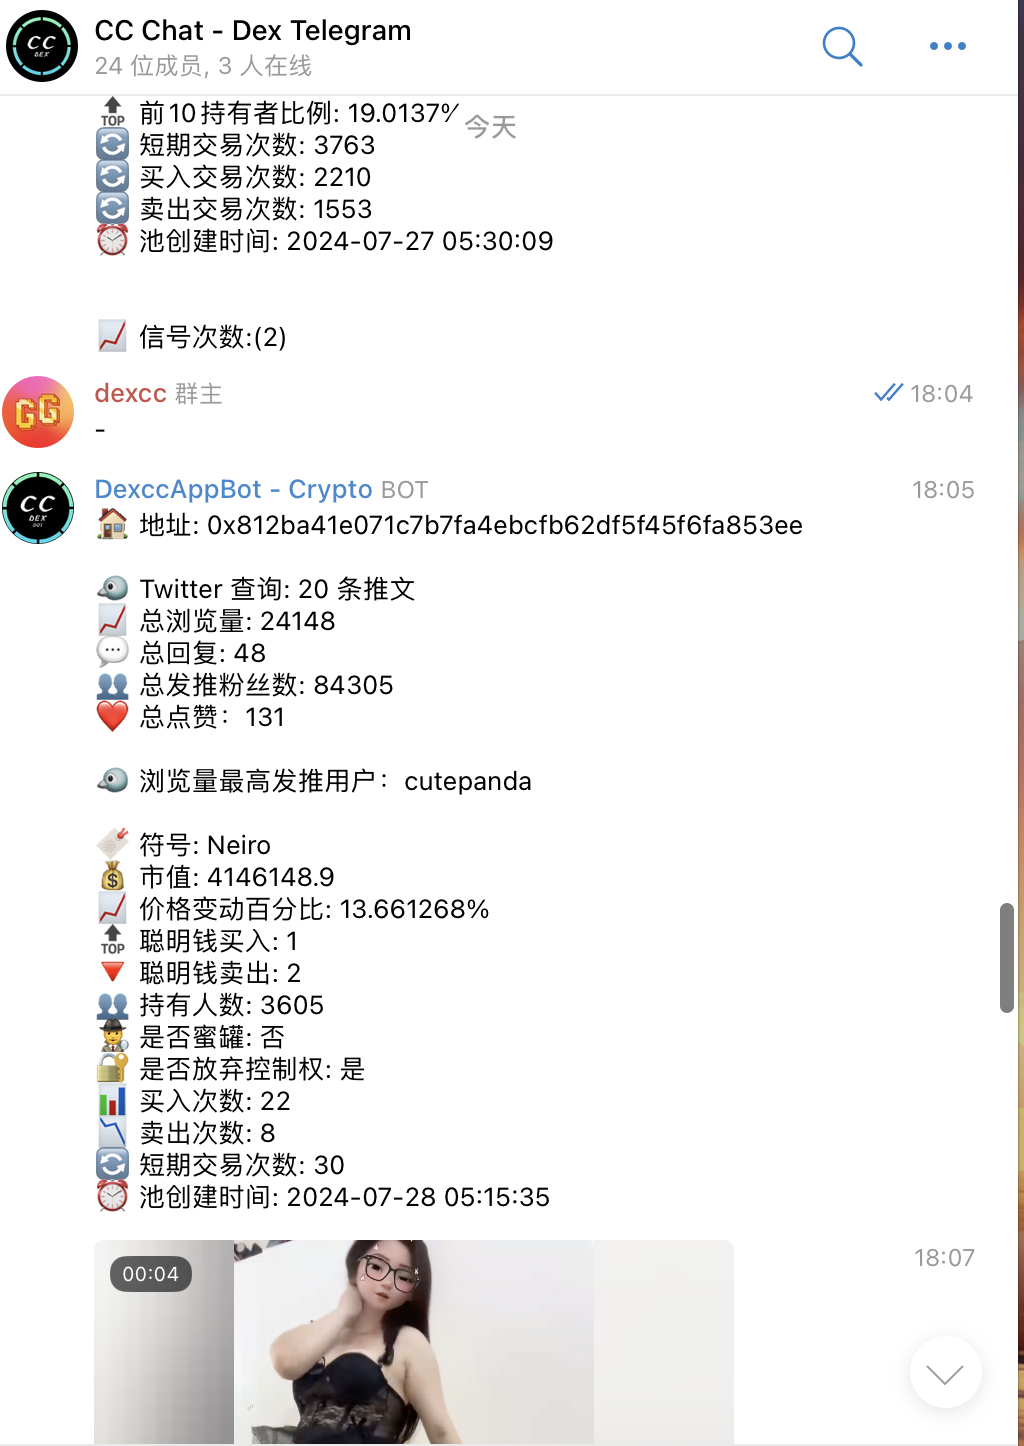 CC Chat - Dex Telegram
24 位成员, 3 人在线
前10持有者比例: 19.0137%
今天
短期交易次数: 3763
买入交易次数: 2210
卖出交易次数: 1553
池创建时间: 2024-07-27 05:30:09
信号次数:(2)
dexcc 群主 18:04
-
DexccAppBot - Crypto BOT 18:05
地址: 0x812ba41e071c7b7fa4ebcfb62df5f45f6fa853ee
Twitter 查询: 20 条推文
总浏览量: 24148
总回复: 48
总发推粉丝数: 84305
总点赞：131
浏览量最高发推用户：cutepanda
符号: Neiro
市值: 4146148.9
价格变动百分比: 13.661268%
聪明钱买入: 1
聪明钱卖出: 2
持有人数: 3605
是否蜜罐: 否
是否放弃控制权: 是
买入次数: 22
卖出次数: 8
短期交易次数: 30
池创建时间: 2024-07-28 05:15:35
00:04
18:07